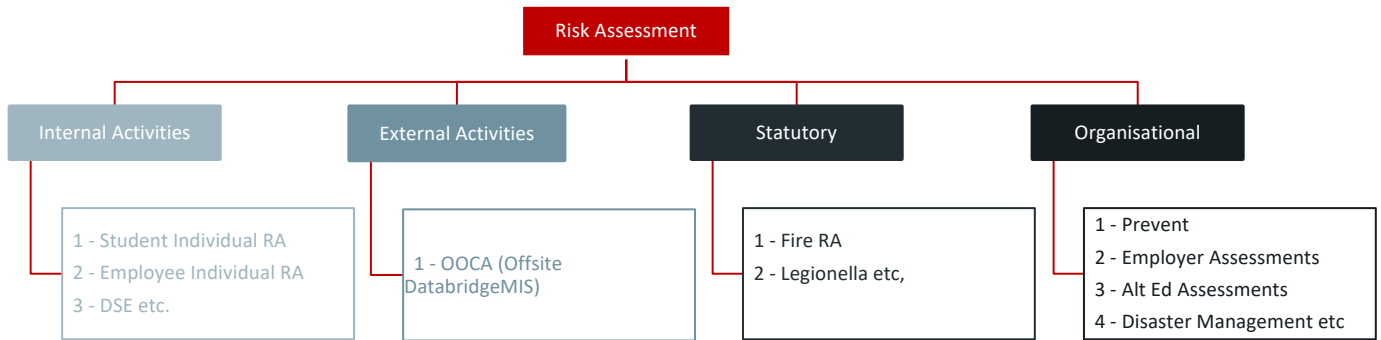 Risk Assessment
Internal Activities
External Activities
Statutory
Organisational
1 - Student Individual RA
2 - Employee Individual RA
3 - DSE etc.
1 - OOCA (Offsite
DatabridgeMIS)
1 - Fire RA
2 - Legionella etc,
1 - Prevent
2 - Employer Assessments
3 - Alt Ed Assessments
4 - Disaster Management etc